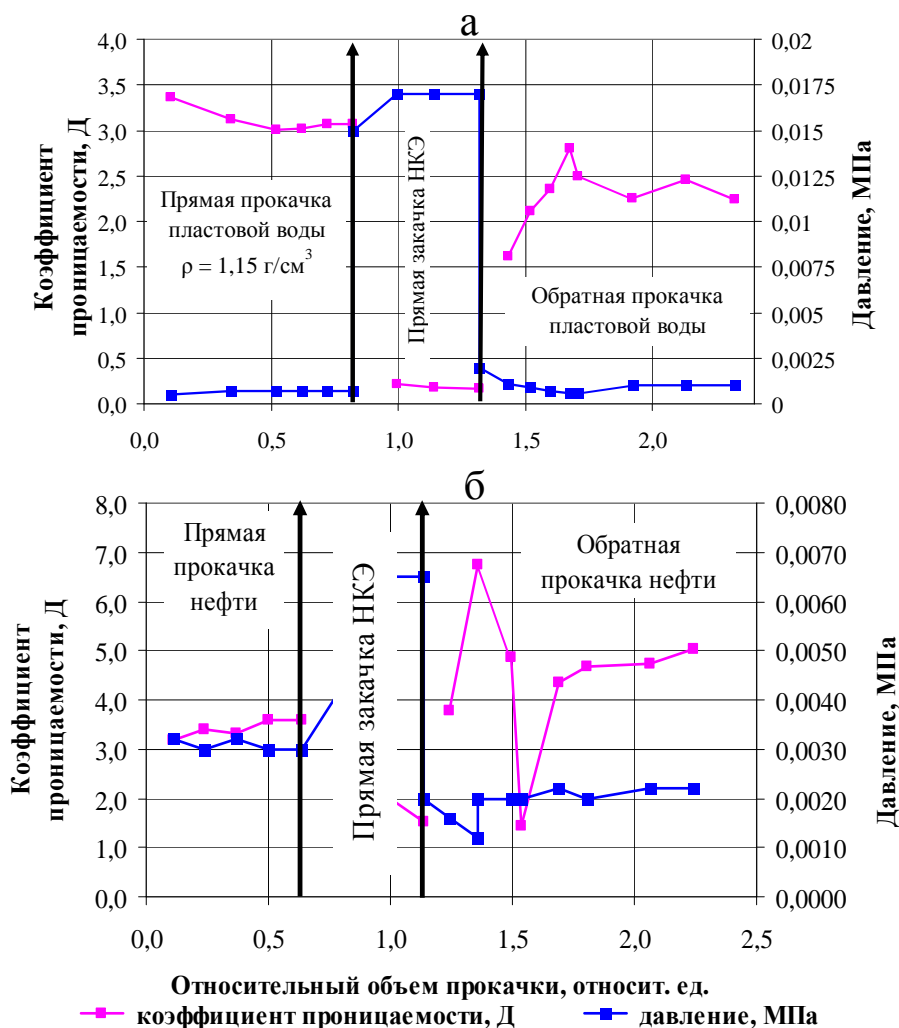 а
4,0
3,5
3,0
2,5
2,0
1,5
1,0
0,5
0,0
Коэффициент
проницаемости, Д
0,02
0,0175
0,015
0,0125
0,01
0,0075
0,005
0,0025
0
Давление, МПа
Прямая прокачка
пластовой воды
ρ = 1,15 г/см³
Прямая закачка НКЭ
Обратная прокачка
пластовой воды
0,0 0,5 1,0 1,5 2,0
б
8,0
7,0
6,0
5,0
4,0
3,0
2,0
1,0
0,0
Коэффициент
проницаемости, Д
0,0080
0,0070
0,0060
0,0050
0,0040
0,0030
0,0020
0,0010
0,0000
Давление, МПа
Прямая
прокачка
нефти
Прямая закачка НКЭ
Обратная
прокачка нефти
0,0 0,5 1,0 1,5 2,0 2,5
Относительный объем прокачки, относит. ед.
коэффициент проницаемости, Д давление, МПа